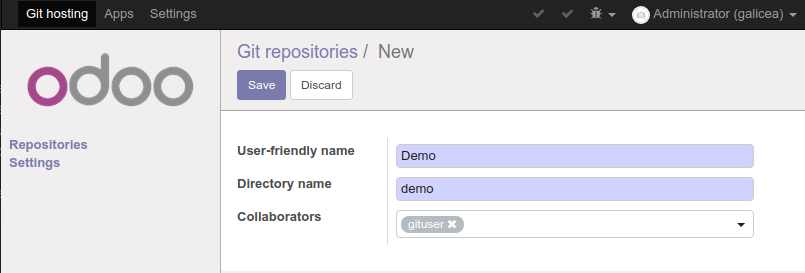 Git hosting Apps Settings Administrator (galicea)
odoo
Repositories
Settings
Git repositories / New
Save Discard
User-friendly name Demo
Directory name demo
Collaborators gituser